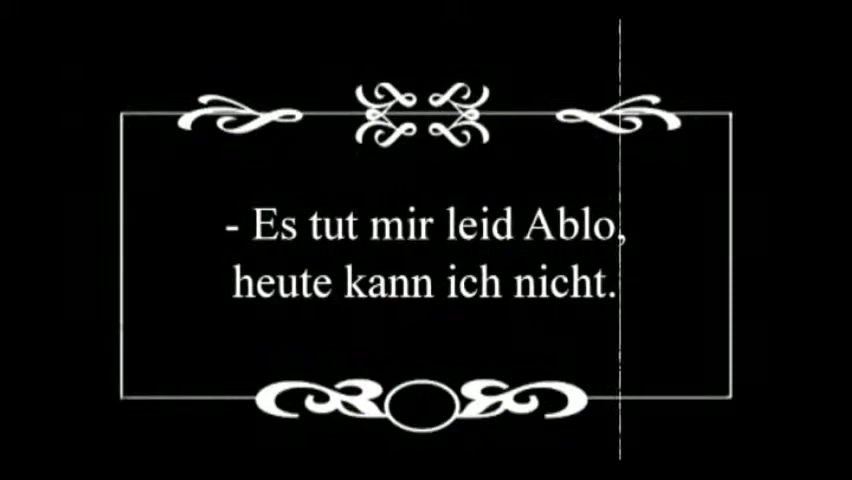 - Es tut mir leid Ablo,
heute kann ich nicht.